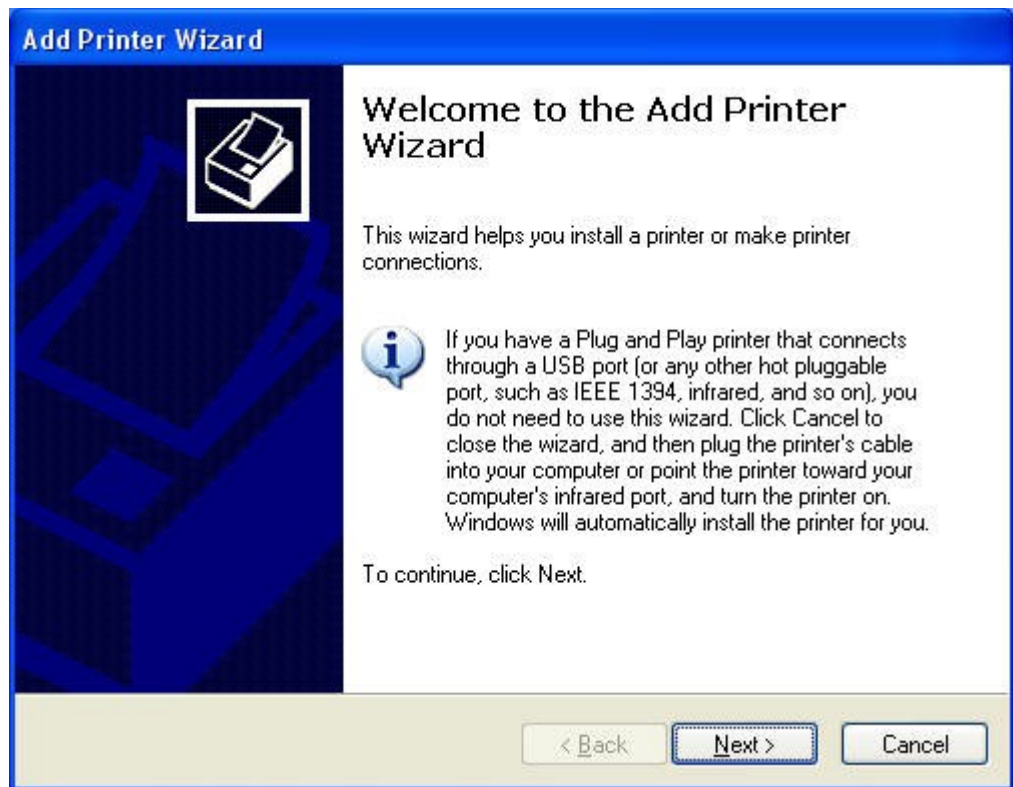 Add Printer Wizard
Welcome to the Add Printer
Wizard
This wizard helps you install a printer or make printer
connections.
If you have a Plug and Play printer that connects
through a USB port (or any other hot pluggable
port, such as IEEE 1394, infrared, and so on), you
do not need to use this wizard. Click Cancel to
close the wizard, and then plug the printer's cable
into your computer or point the printer toward your
computer's infrared port, and turn the printer on.
Windows will automatically install the printer for you.
To continue, click Next.
< Back Next > Cancel